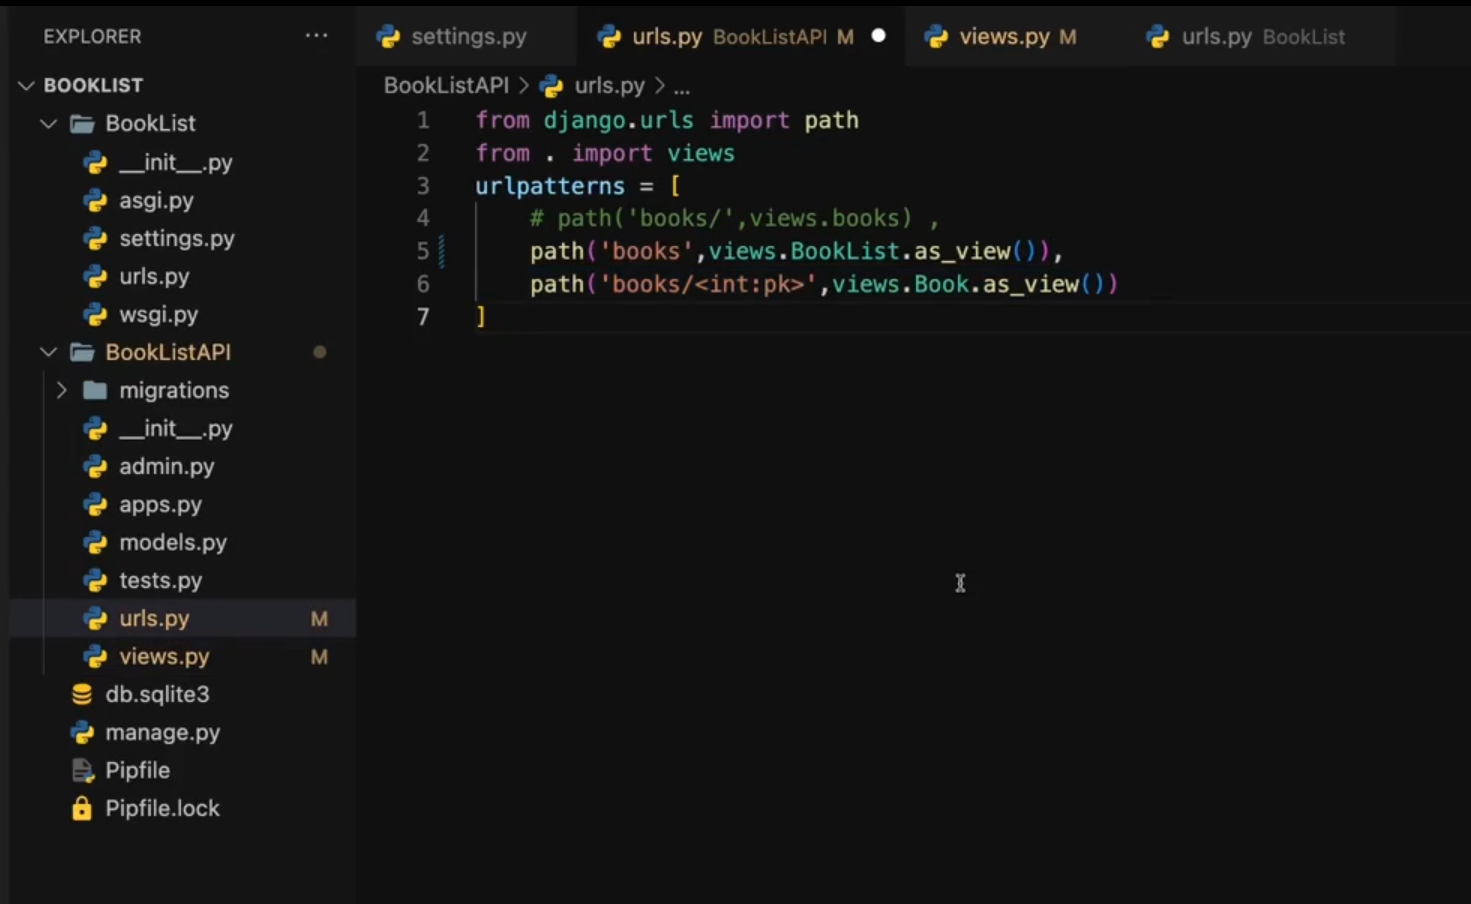 EXPLORER ···
BOOKLIST
BookList
__init__.py
asgi.py
settings.py
urls.py
wsgi.py
BookListAPI
migrations
__init__.py
admin.py
apps.py
models.py
tests.py
urls.py M
views.py M
db.sqlite3
manage.py
Pipfile
Pipfile.lock
settings.py
urls.py BookListAPI M
views.py M
urls.py BookList
BookListAPI > urls.py > ...
1 from django.urls import path
2 from . import views
3 urlpatterns = [
4 # path('books/',views.books) ,
5 path('books',views.BookList.as_view()),
6 path('books/<int:pk>',views.Book.as_view())
7 ]